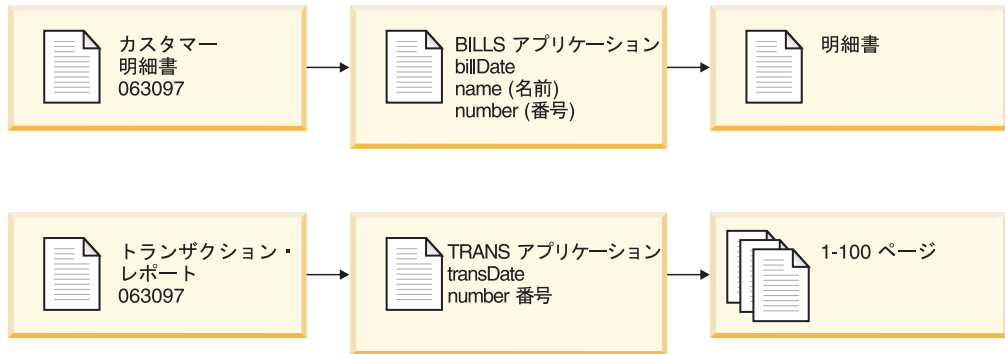 カスタマー
明細書
063097
BILLS アプリケーション
billDate
name (名前)
number (番号)
明細書
トランザクション・
レポート
063097
TRANS アプリケーション
transDate
number 番号
1-100 ページ